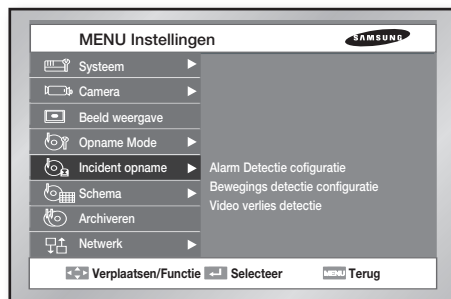 MENU Instellingen
SAMSUNG
Systeem
Camera
Beeld weergave
Opname Mode
Incident opname
Alarm Detectie cofiguratie
Schema
Bewegings detectie configuratie
Video verlies detectie
Archiveren
Netwerk
Verplaatsen/Functie
Selecteer
MENU Terug